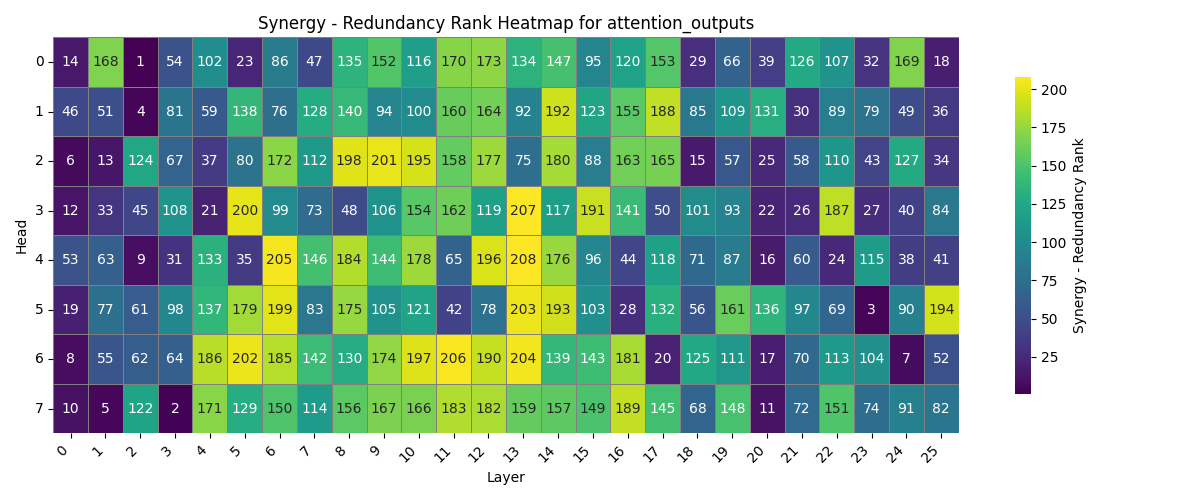 Synergy - Redundancy Rank Heatmap for attention_outputs
0 14 168 1 54 102 23 86 47 135 152 116 170 173 134 147 95 120 153 29 66 39 126 107 32 169 18
1 46 51 4 81 59 138 76 128 140 94 100 160 164 92 192 123 155 188 85 109 131 30 89 79 49 36
2 6 13 124 67 37 80 172 112 198 201 195 158 177 75 180 88 163 165 15 57 25 58 110 43 127 34
3 12 33 45 108 21 200 99 73 48 106 154 162 119 207 117 191 141 50 101 93 22 26 187 27 40 84
4 53 63 9 31 133 35 205 146 184 144 178 65 196 208 176 96 44 118 71 87 16 60 24 115 38 41
5 19 77 61 98 137 179 199 83 175 105 121 42 78 203 193 103 28 132 56 161 136 97 69 3 90 194
6 8 55 62 64 186 202 185 142 130 174 197 206 190 204 139 143 181 20 125 111 17 70 113 104 7 52
7 10 5 122 2 171 129 150 114 156 167 166 183 182 159 157 149 189 145 68 148 11 72 151 74 91 82
0 1 2 3 4 5 6 7 8 9 10 11 12 13 14 15 16 17 18 19 20 21 22 23 24 25
Layer
Head
200
175
150
125
100
75
50
25
Synergy - Redundancy Rank